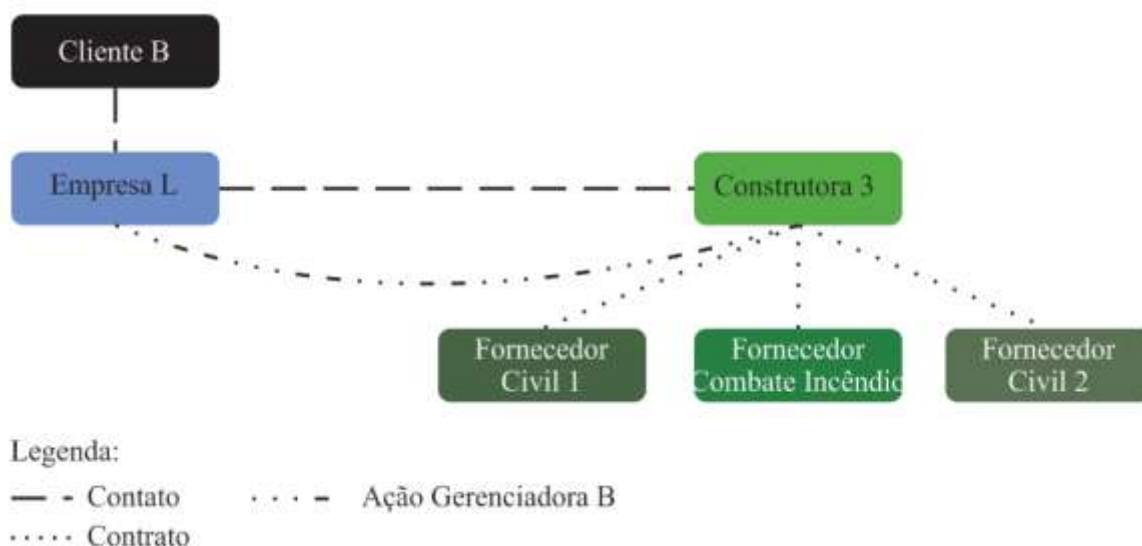 Cliente B
Empresa L
Construtora 3
Fornecedor
Civil 1
Fornecedor
Combate Incêndio
Fornecedor
Civil 2
Legenda:
Contato
Ação Gerenciadora B
Contrato